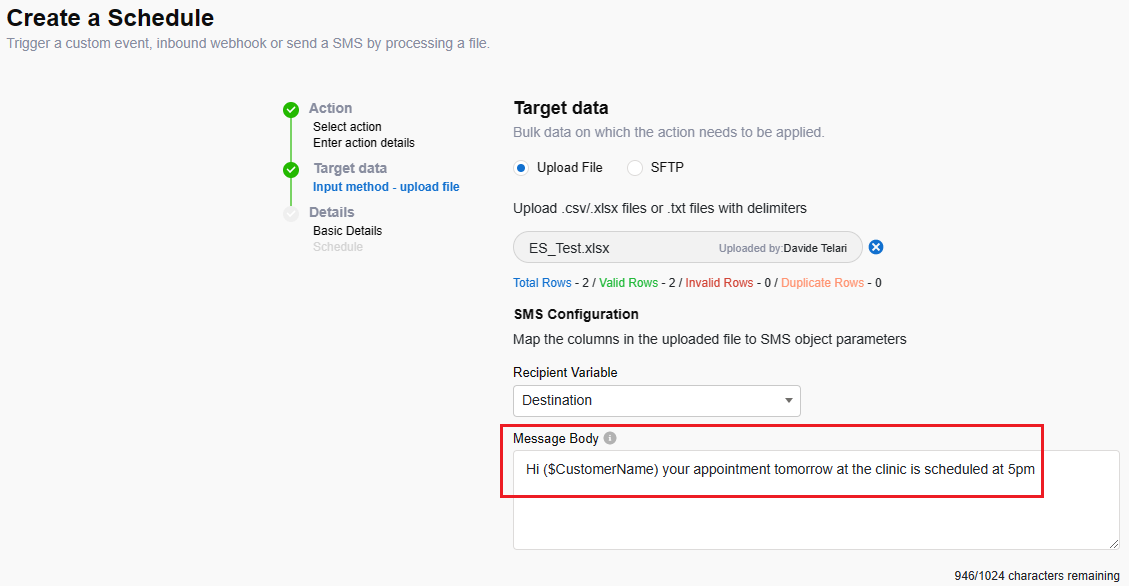 Create a Schedule
Trigger a custom event, inbound webhook or send a SMS by processing a file.
Action
Select action
Enter action details
Target data
Input method - upload file
Details
Basic Details
Schedule
Target data
Bulk data on which the action needs to be applied.
Upload File SFTP
Upload .csv/.xlsx files or .txt files with delimiters
ES_Test.xlsx Uploaded by:Davide Telari
Total Rows - 2 / Valid Rows - 2 / Invalid Rows - 0 / Duplicate Rows - 0
SMS Configuration
Map the columns in the uploaded file to SMS object parameters
Recipient Variable
Destination
Message Body
Hi ($CustomerName) your appointment tomorrow at the clinic is scheduled at 5pm
946/1024 characters remaining